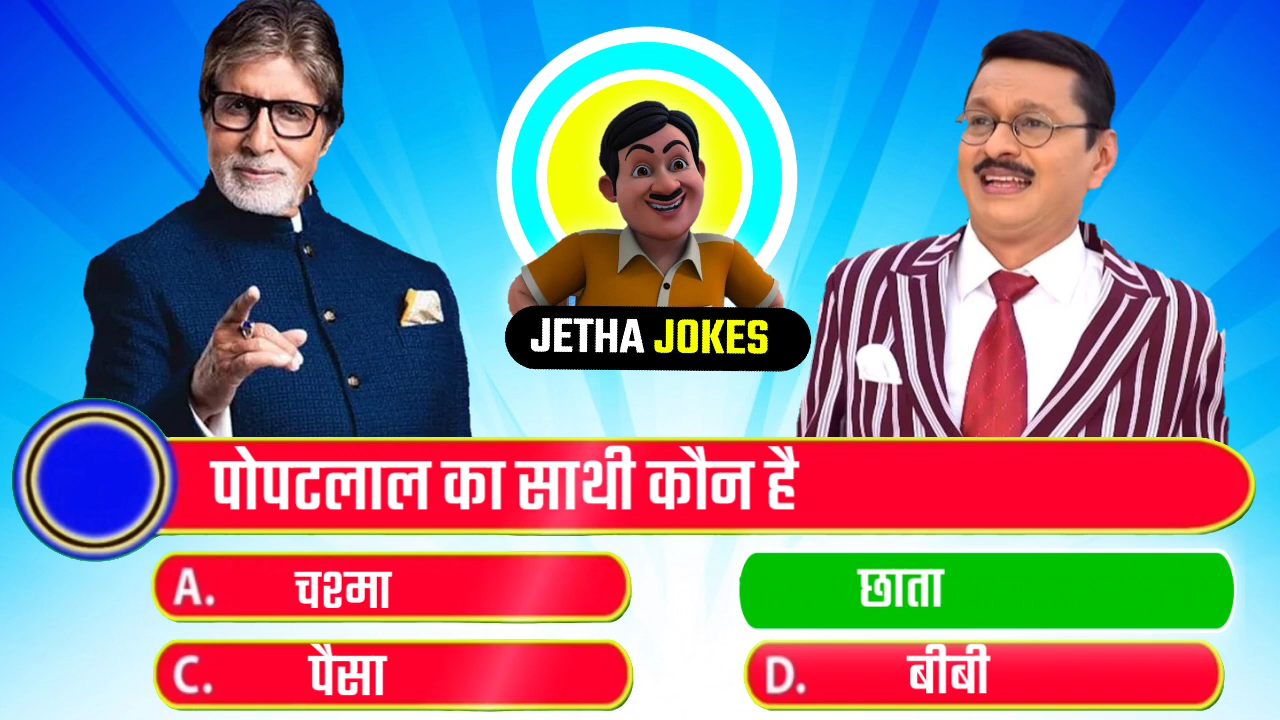 JETHA JOKES
पोपटलाल का साथी कौन है
A. चश्मा
छाता
C. पैसा
D. बीबी